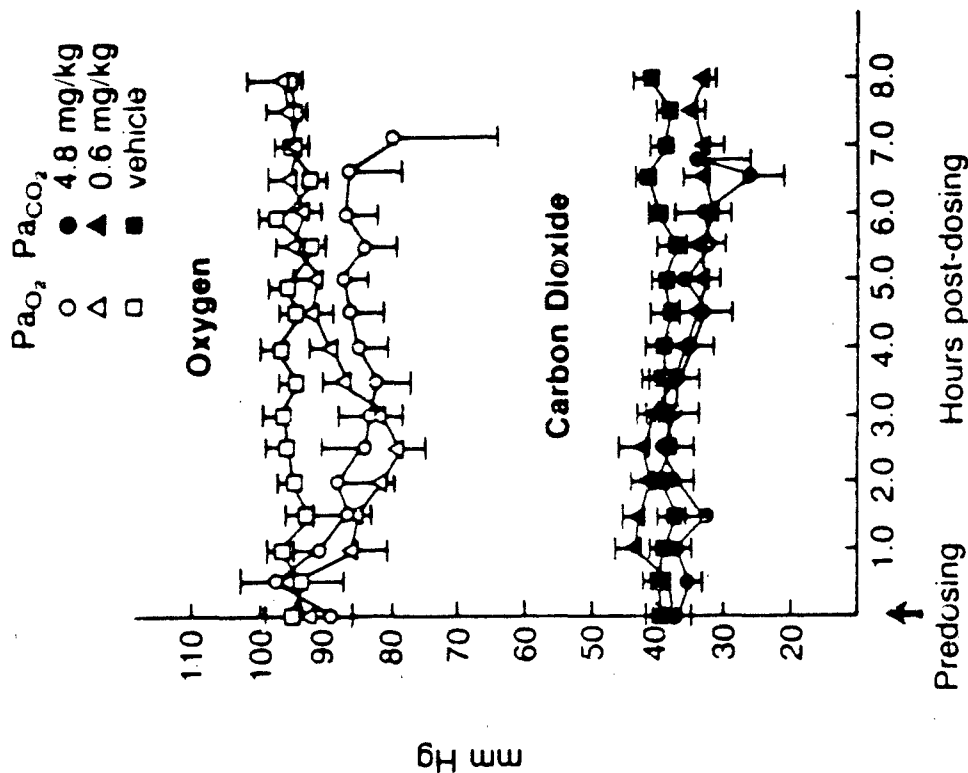 PaO₂ PaCO₂
○ ● 4.8 mg/kg
△ ▲ 0.6 mg/kg
□ ■ vehicle
Oxygen
Carbon Dioxide
mm Hg
110
100
90
80
70
60
50
40
30
20
Predosing
1.0
2.0
3.0
4.0
5.0
6.0
7.0
8.0
Hours post-dosing